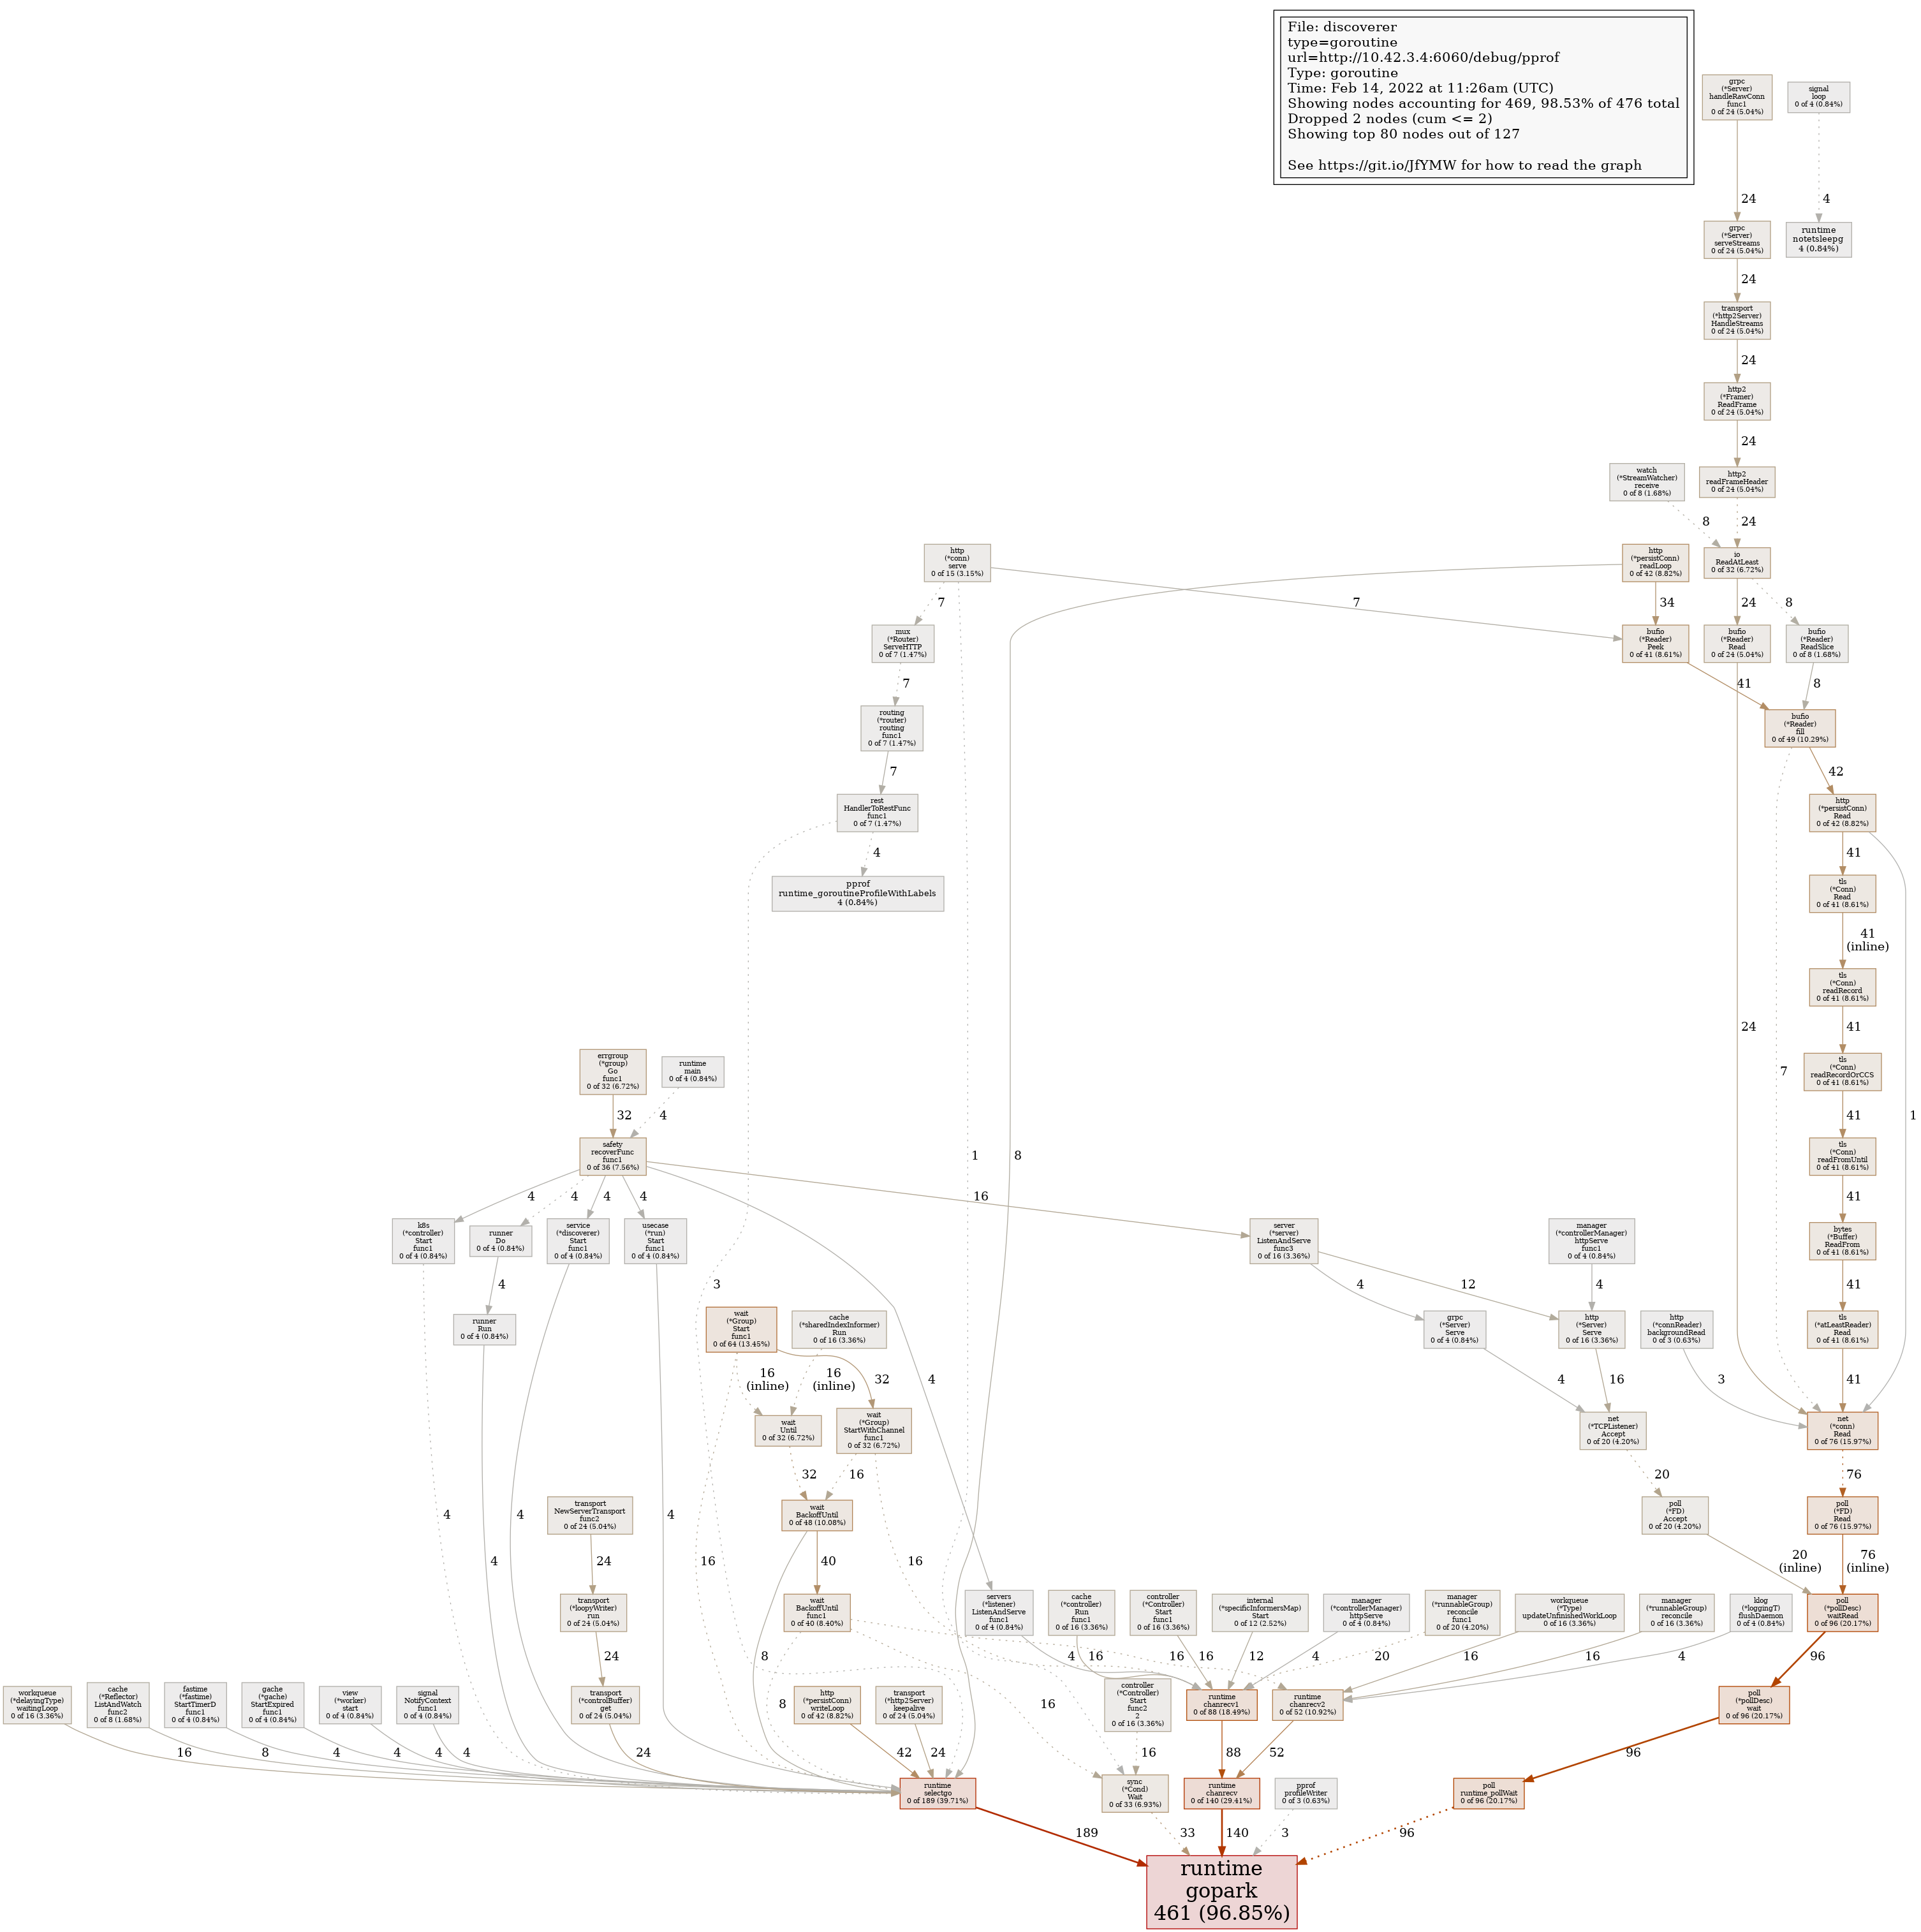 File: discoverer
type=goroutine
url=http://10.42.3.4:6060/debug/pprof
Type: goroutine
Time: Feb 14, 2022 at 11:26am (UTC)
Showing nodes accounting for 469, 98.53% of 476 total
Dropped 2 nodes (cum <= 2)
Showing top 80 nodes out of 127
See https://git.io/JfYMW for how to read the graph
grpc
(*Server)
handleRawConn
func1
0 of 24 (5.04%)
signal
loop
0 of 4 (0.84%)
24
4
grpc
(*Server)
serveStreams
0 of 24 (5.04%)
runtime
notetsleepg
4 (0.84%)
24
transport
(*http2Server)
HandleStreams
0 of 24 (5.04%)
24
http2
(*Framer)
ReadFrame
0 of 24 (5.04%)
24
watch
(*StreamWatcher)
receive
0 of 8 (1.68%)
http2
readFrameHeader
0 of 24 (5.04%)
8
24
http
(*conn)
serve
0 of 15 (3.15%)
http
(*persistConn)
readLoop
0 of 42 (8.82%)
io
ReadAtLeast
0 of 32 (6.72%)
7
7
34
24
8
mux
(*Router)
ServeHTTP
0 of 7 (1.47%)
bufio
(*Reader)
Peek
0 of 41 (8.61%)
bufio
(*Reader)
Read
0 of 24 (5.04%)
bufio
(*Reader)
ReadSlice
0 of 8 (1.68%)
7
41
8
routing
(*router)
routing
func1
0 of 7 (1.47%)
bufio
(*Reader)
fill
0 of 49 (10.29%)
7
42
rest
HandlerToRestFunc
func1
0 of 7 (1.47%)
http
(*persistConn)
Read
0 of 42 (8.82%)
4
41
pprof
runtime_goroutineProfileWithLabels
4 (0.84%)
tls
(*Conn)
Read
0 of 41 (8.61%)
41
(inline)
tls
(*Conn)
readRecord
0 of 41 (8.61%)
24
41
errgroup
(*group)
Go
func1
0 of 32 (6.72%)
runtime
main
0 of 4 (0.84%)
7
tls
(*Conn)
readRecordOrCCS
0 of 41 (8.61%)
32
4
41
1
safety
recoverFunc
func1
0 of 36 (7.56%)
1
8
tls
(*Conn)
readFromUntil
0 of 41 (8.61%)
4
4
4
4
16
41
k8s
(*controller)
Start
func1
0 of 4 (0.84%)
runner
Do
0 of 4 (0.84%)
service
(*discoverer)
Start
func1
0 of 4 (0.84%)
usecase
(*run)
Start
func1
0 of 4 (0.84%)
server
(*server)
ListenAndServe
func3
0 of 16 (3.36%)
manager
(*controllerManager)
httpServe
func1
0 of 4 (0.84%)
bytes
(*Buffer)
ReadFrom
0 of 41 (8.61%)
4
3
4
12
4
41
runner
Run
0 of 4 (0.84%)
wait
(*Group)
Start
func1
0 of 64 (13.45%)
cache
(*sharedIndexInformer)
Run
0 of 16 (3.36%)
grpc
(*Server)
Serve
0 of 4 (0.84%)
http
(*Server)
Serve
0 of 16 (3.36%)
http
(*connReader)
backgroundRead
0 of 3 (0.63%)
tls
(*atLeastReader)
Read
0 of 41 (8.61%)
16
(inline)
16
(inline)
32
4
4
16
3
41
wait
Until
0 of 32 (6.72%)
wait
(*Group)
StartWithChannel
func1
0 of 32 (6.72%)
net
(*TCPListener)
Accept
0 of 20 (4.20%)
net
(*conn)
Read
0 of 76 (15.97%)
32
16
20
76
4
4
4
transport
NewServerTransport
func2
0 of 24 (5.04%)
4
wait
BackoffUntil
0 of 48 (10.08%)
poll
(*FD)
Accept
0 of 20 (4.20%)
poll
(*FD)
Read
0 of 76 (15.97%)
24
16
40
16
20
(inline)
76
(inline)
transport
(*loopyWriter)
run
0 of 24 (5.04%)
wait
BackoffUntil
func1
0 of 40 (8.40%)
servers
(*listener)
ListenAndServe
func1
0 of 4 (0.84%)
cache
(*controller)
Run
func1
0 of 16 (3.36%)
controller
(*Controller)
Start
func1
0 of 16 (3.36%)
internal
(*specificInformersMap)
Start
0 of 12 (2.52%)
manager
(*controllerManager)
httpServe
0 of 4 (0.84%)
manager
(*runnableGroup)
reconcile
func1
0 of 20 (4.20%)
workqueue
(*Type)
updateUnfinishedWorkLoop
0 of 16 (3.36%)
manager
(*runnableGroup)
reconcile
0 of 16 (3.36%)
klog
(*loggingT)
flushDaemon
0 of 4 (0.84%)
poll
(*pollDesc)
waitRead
0 of 96 (20.17%)
24
8
4
16
16
16
12
4
20
16
16
4
96
workqueue
(*delayingType)
waitingLoop
0 of 16 (3.36%)
cache
(*Reflector)
ListAndWatch
func2
0 of 8 (1.68%)
fastime
(*fastime)
StartTimerD
func1
0 of 4 (0.84%)
gache
(*gache)
StartExpired
func1
0 of 4 (0.84%)
view
(*worker)
start
0 of 4 (0.84%)
signal
NotifyContext
func1
0 of 4 (0.84%)
transport
(*controlBuffer)
get
0 of 24 (5.04%)
8
http
(*persistConn)
writeLoop
0 of 42 (8.82%)
transport
(*http2Server)
keepalive
0 of 24 (5.04%)
16
controller
(*Controller)
Start
func2
2
0 of 16 (3.36%)
runtime
chanrecv1
0 of 88 (18.49%)
runtime
chanrecv2
0 of 52 (10.92%)
poll
(*pollDesc)
wait
0 of 96 (20.17%)
16
8
4
4
4
4
24
42
24
16
88
52
96
runtime
selectgo
0 of 189 (39.71%)
sync
(*Cond)
Wait
0 of 33 (6.93%)
runtime
chanrecv
0 of 140 (29.41%)
pprof
profileWriter
0 of 3 (0.63%)
poll
runtime_pollWait
0 of 96 (20.17%)
189
33
140
3
96
runtime
gopark
461 (96.85%)